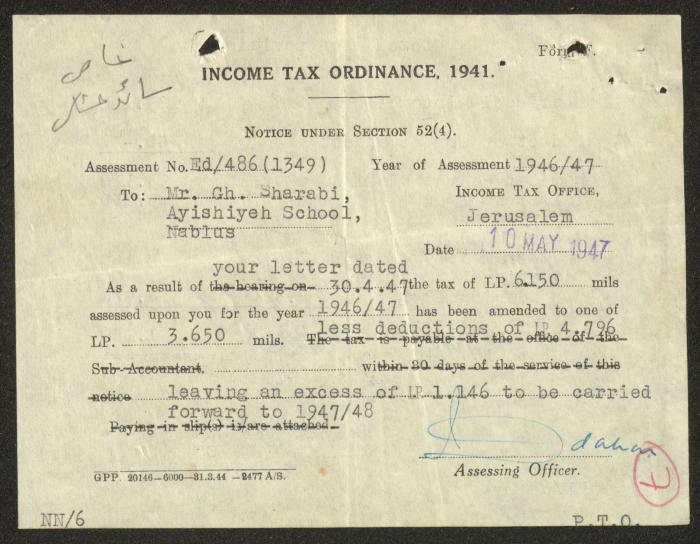 Form F.
INCOME TAX ORDINANCE, 1941.
NOTICE UNDER SECTION 52(4).
Assessment No. Ed/486(1349) Year of Assessment 1946/47
To: Mr. Gh. Sharabi, INCOME TAX OFFICE,
Ayishiyeh School, Jerusalem
Nablus
Date 10 MAY 1947
your letter dated
As a result of the hearing on 30.4.47 the tax of LP. 6.150 mils
assessed upon you for the year 1946/47 has been amended to one of
less deductions of LP 4.796
LP. 3.650 mils. The tax is payable at the office of the
Sub-Accountant, within 30 days of the service of this
notice leaving an excess of LP 1.146 to be carried
forward to 1947/48
Paying in slip(s) is/are attached.
Assessing Officer.
GPP. 20146—6000—31.3.44 —2477 A/S.
NN/6 P.T.O.